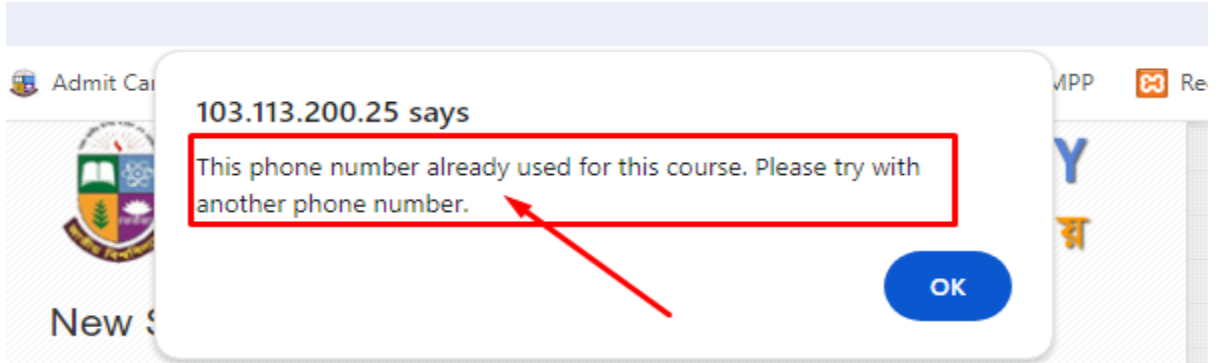 Admit Car
MPP
Re
103.113.200.25 says
This phone number already used for this course. Please try with
another phone number.
Y
য়
OK
New S